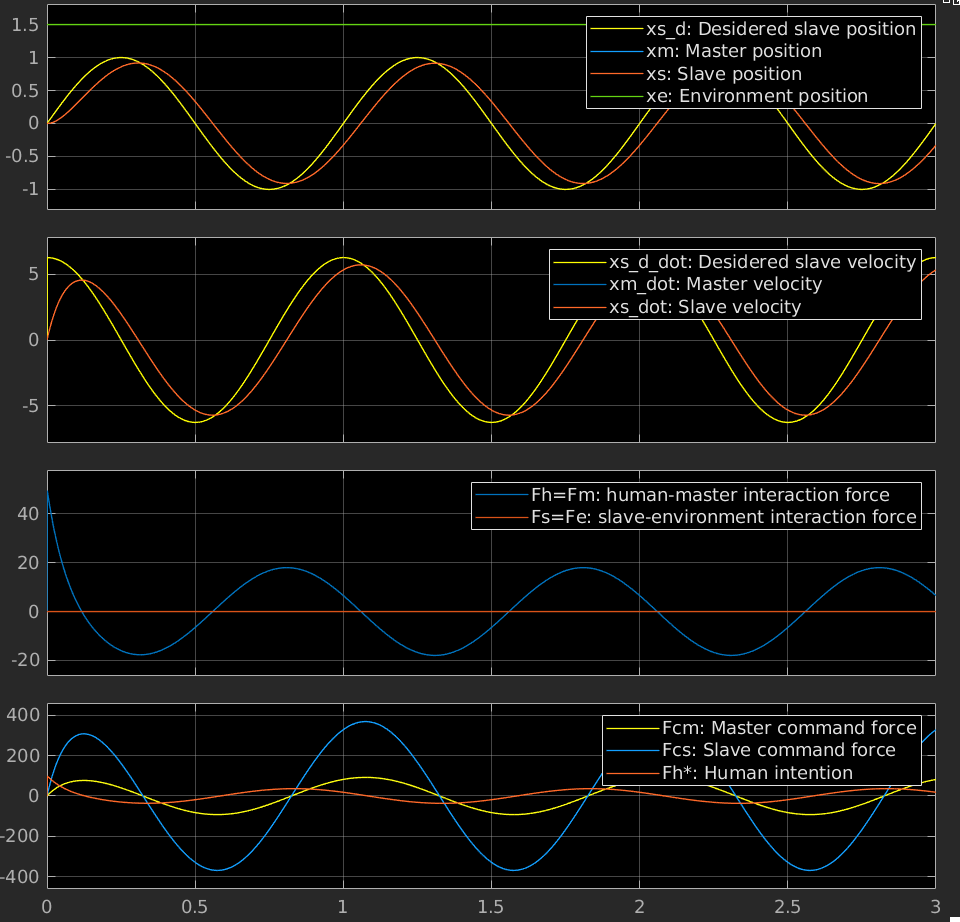 1.5
1
0.5
0
-0.5
-1
xs_d: Desidered slave position
xm: Master position
xs: Slave position
xe: Environment position
5
0
-5
xs_d_dot: Desidered slave velocity
xm_dot: Master velocity
xs_dot: Slave velocity
40
20
0
-20
Fh=Fm: human-master interaction force
Fs=Fe: slave-environment interaction force
400
200
0
-200
-400
Fcm: Master command force
Fcs: Slave command force
Fh*: Human intention
0 0.5 1 1.5 2 2.5 3